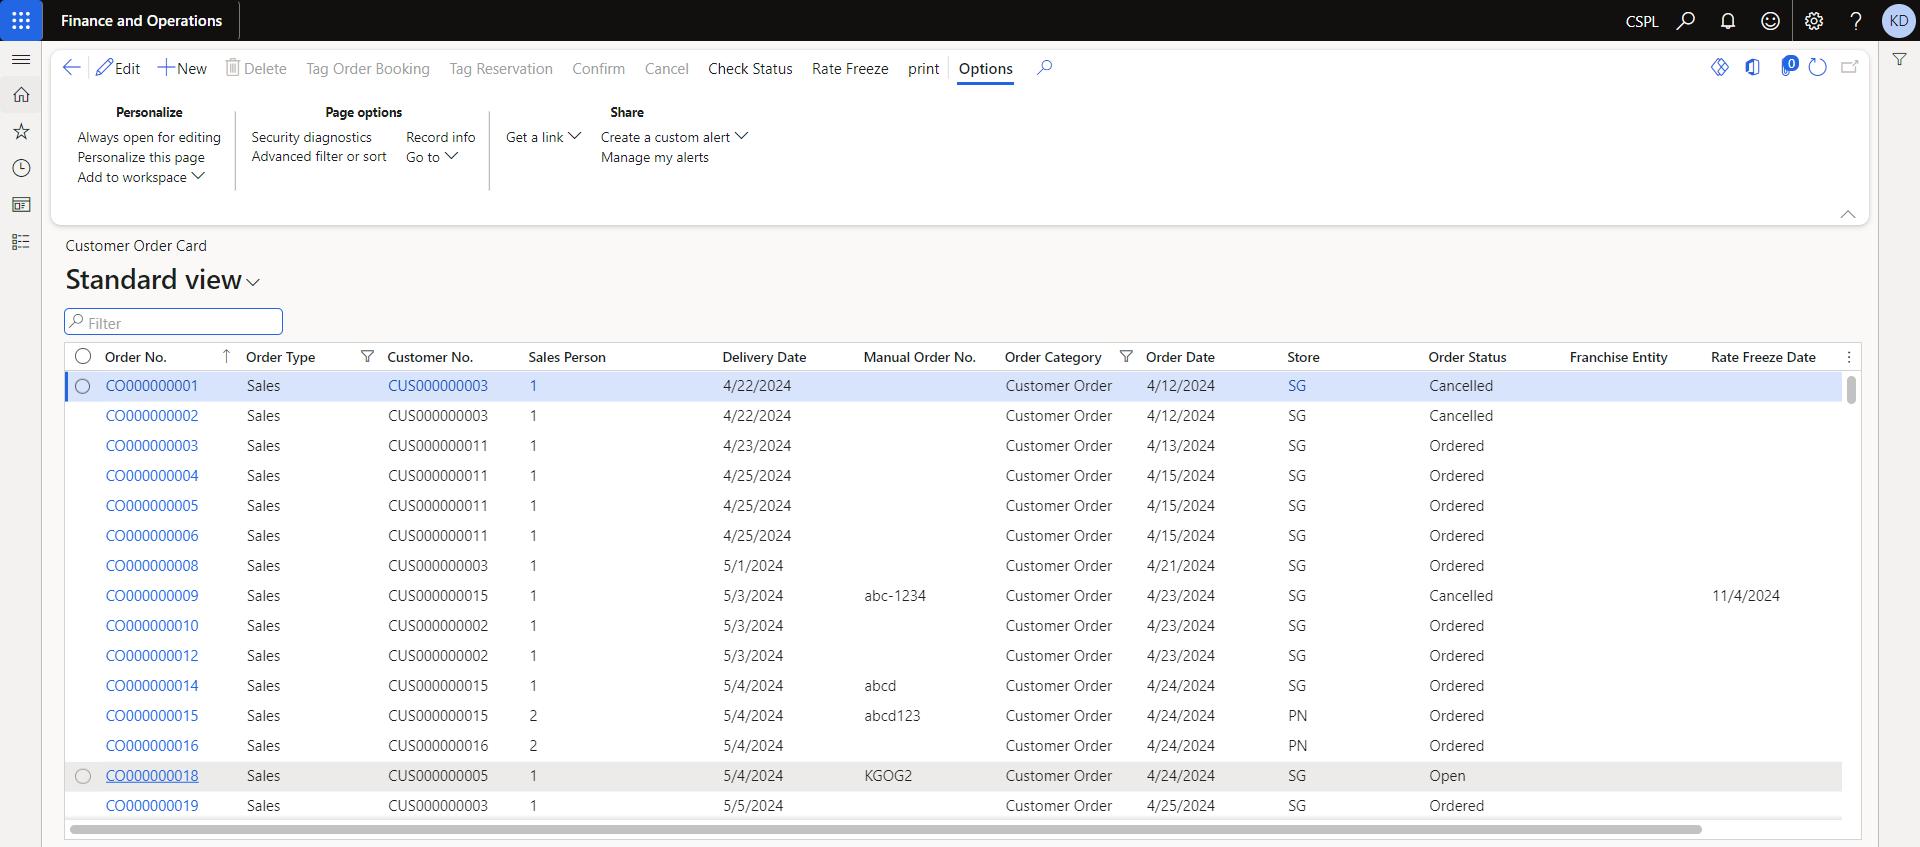 Finance and Operations CSPL KD
Edit New Delete Tag Order Booking Tag Reservation Confirm Cancel Check Status Rate Freeze print Options 0
Personalize Page options Share
Always open for editing Security diagnostics Record info Get a link Create a custom alert
Personalize this page Advanced filter or sort Go to Manage my alerts
Add to workspace
Customer Order Card
Standard view
Filter
Order No. Order Type Customer No. Sales Person Delivery Date Manual Order No. Order Category Order Date Store Order Status Franchise Entity Rate Freeze Date
CO000000001 Sales CUS000000003 1 4/22/2024 Customer Order 4/12/2024 SG Cancelled
CO000000002 Sales CUS000000003 1 4/22/2024 Customer Order 4/12/2024 SG Cancelled
CO000000003 Sales CUS000000011 1 4/23/2024 Customer Order 4/13/2024 SG Ordered
CO000000004 Sales CUS000000011 1 4/25/2024 Customer Order 4/15/2024 SG Ordered
CO000000005 Sales CUS000000011 1 4/25/2024 Customer Order 4/15/2024 SG Ordered
CO000000006 Sales CUS000000011 1 4/25/2024 Customer Order 4/15/2024 SG Ordered
CO000000008 Sales CUS000000003 1 5/1/2024 Customer Order 4/21/2024 SG Ordered
CO000000009 Sales CUS000000015 1 5/3/2024 abc-1234 Customer Order 4/23/2024 SG Cancelled 11/4/2024
CO000000010 Sales CUS000000002 1 5/3/2024 Customer Order 4/23/2024 SG Ordered
CO000000012 Sales CUS000000002 1 5/3/2024 Customer Order 4/23/2024 SG Ordered
CO000000014 Sales CUS000000015 1 5/4/2024 abcd Customer Order 4/24/2024 SG Ordered
CO000000015 Sales CUS000000015 2 5/4/2024 abcd123 Customer Order 4/24/2024 PN Ordered
CO000000016 Sales CUS000000016 2 5/4/2024 Customer Order 4/24/2024 PN Ordered
CO000000018 Sales CUS000000005 1 5/4/2024 KGOG2 Customer Order 4/24/2024 SG Open
CO000000019 Sales CUS000000003 1 5/5/2024 Customer Order 4/25/2024 SG Ordered